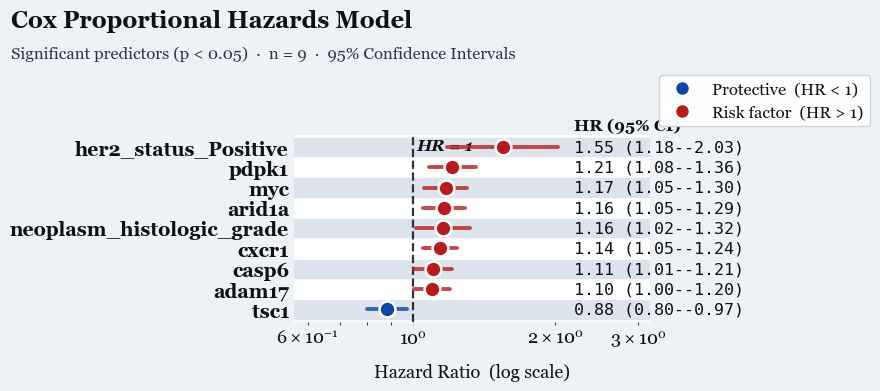 Cox Proportional Hazards Model
Significant predictors (p < 0.05) · n = 9 · 95% Confidence Intervals
Protective (HR < 1)
Risk factor (HR > 1)
HR (95% CI)
HR = 1
her2_status_Positive 1.55 (1.18--2.03)
pdpk1 1.21 (1.08--1.36)
myc 1.17 (1.05--1.30)
arid1a 1.16 (1.05--1.29)
neoplasm_histologic_grade 1.16 (1.02--1.32)
cxcr1 1.14 (1.05--1.24)
casp6 1.11 (1.01--1.21)
adam17 1.10 (1.00--1.20)
tsc1 0.88 (0.80--0.97)
6 × 10⁻¹ 10⁰ 2 × 10⁰ 3 × 10⁰
Hazard Ratio (log scale)